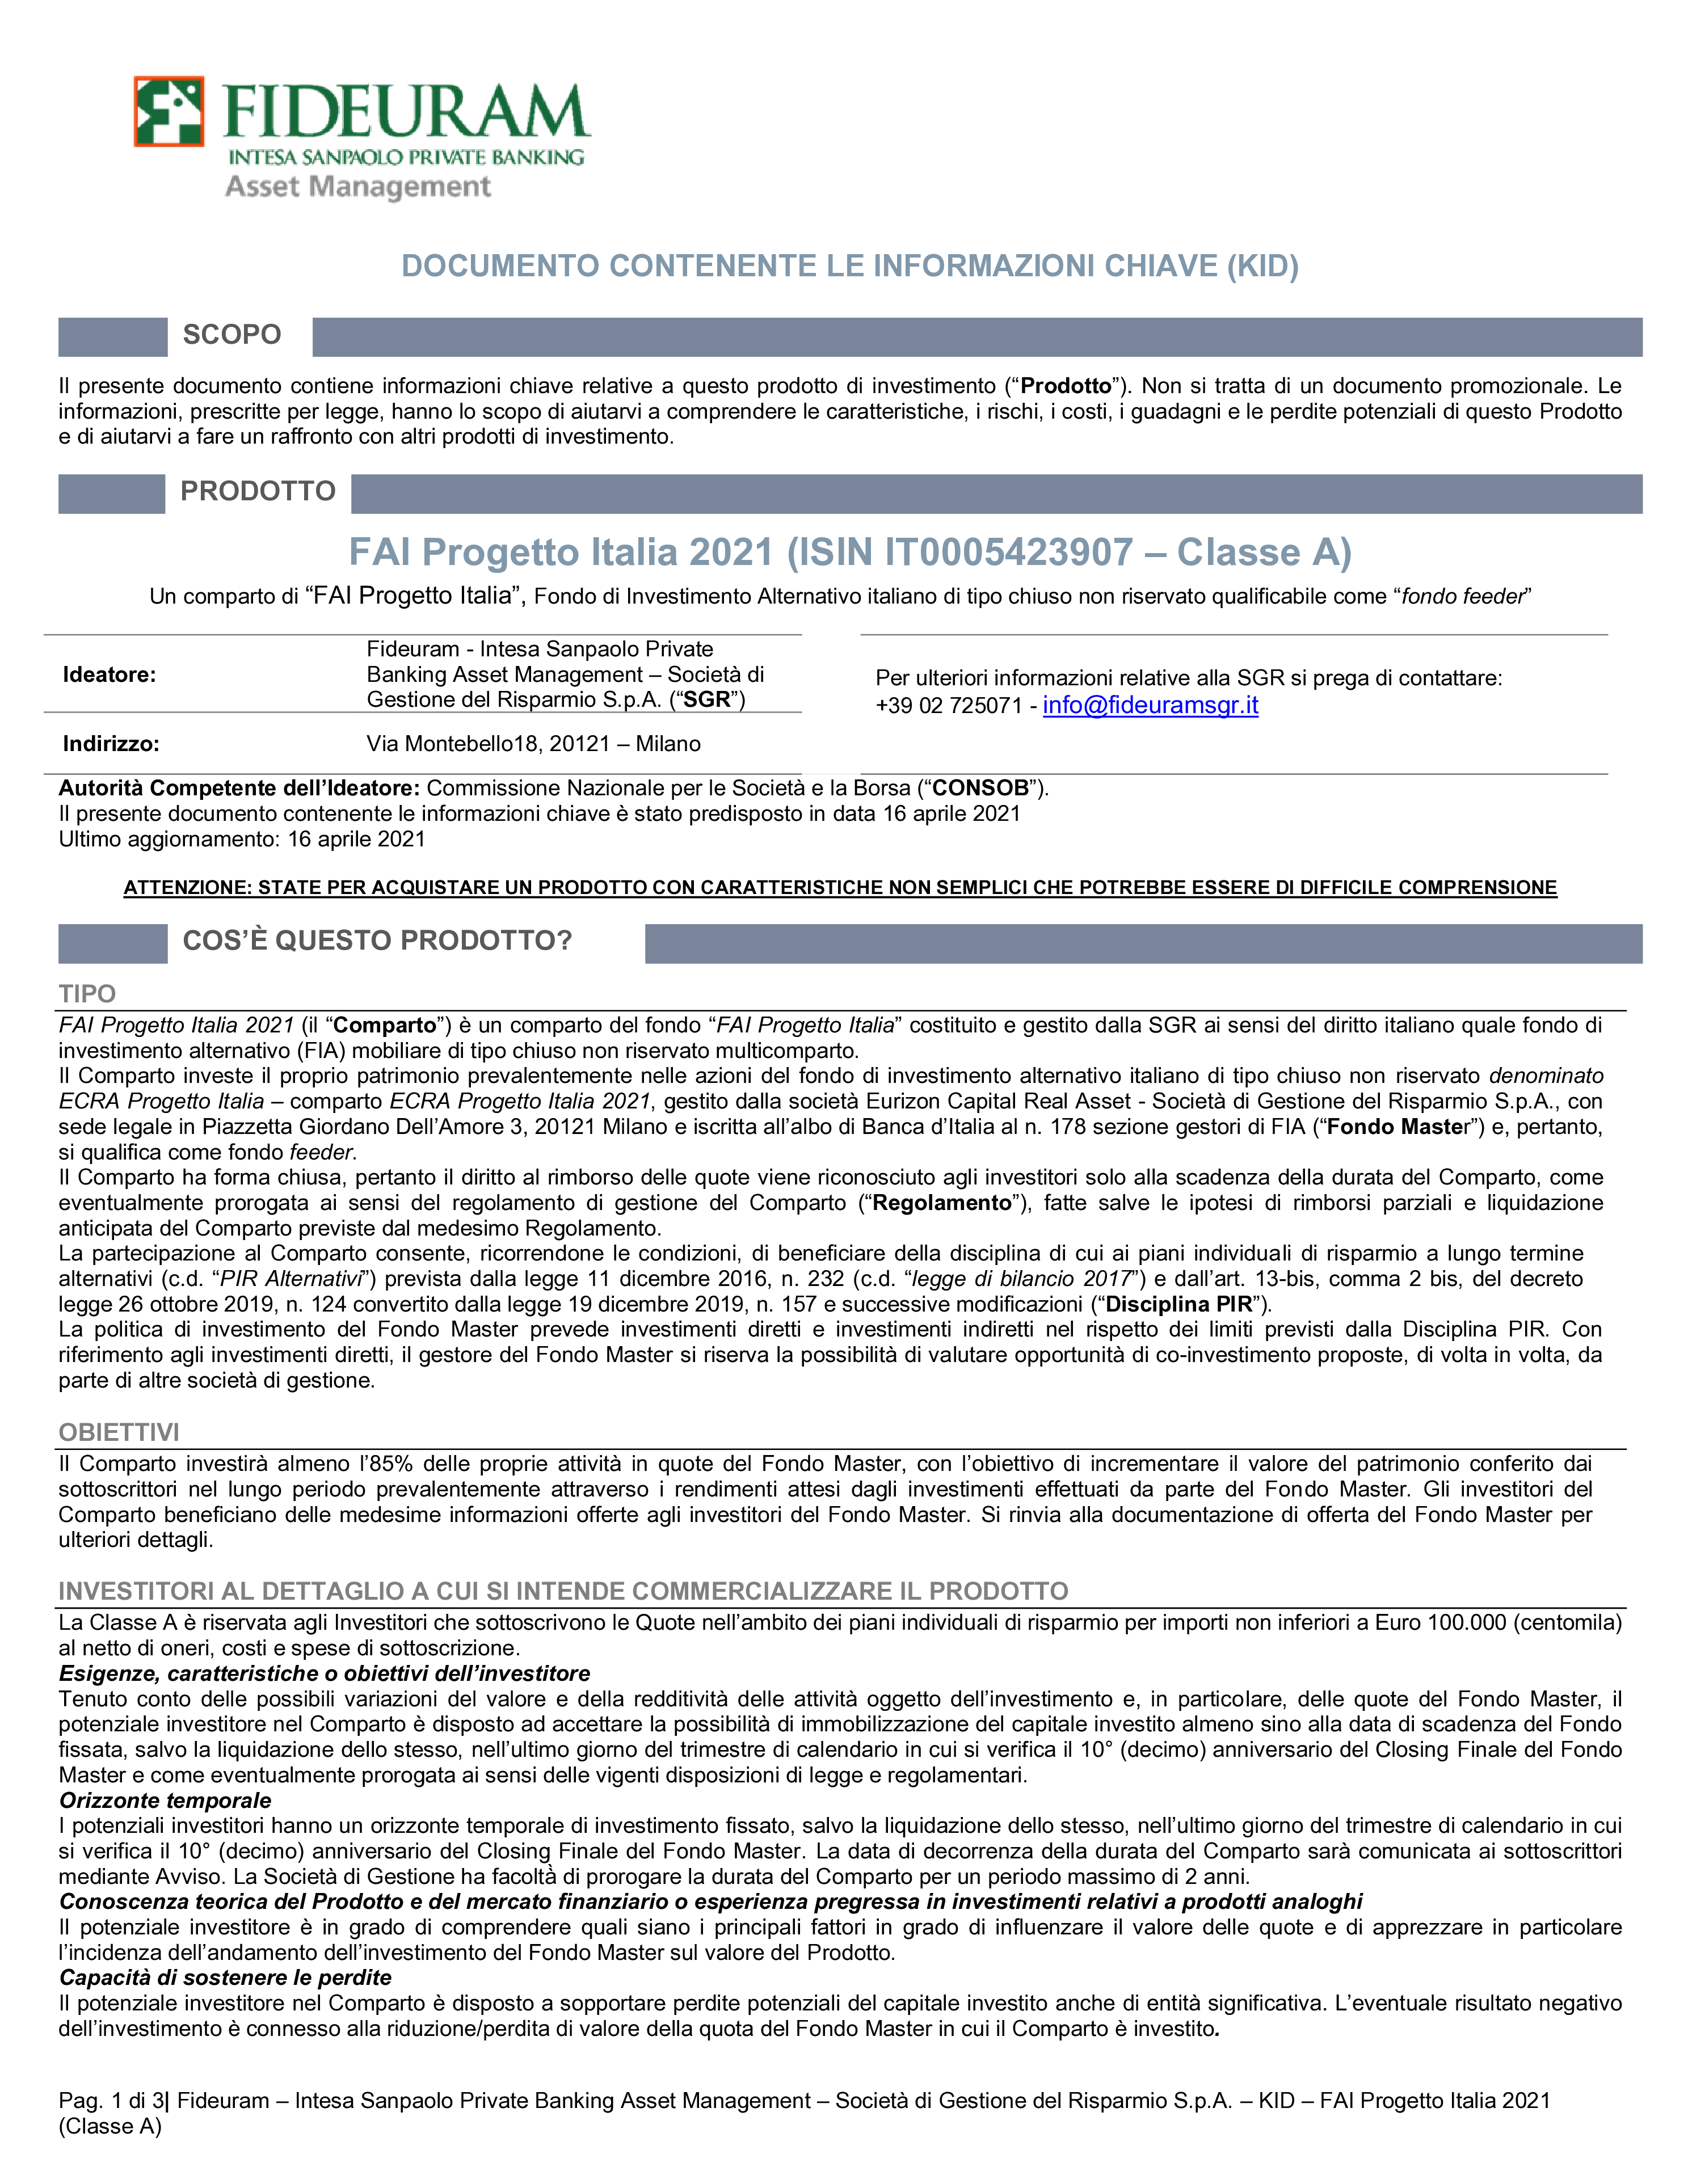 FIDEURAM
INTESA SANPAOLO PRIVATE BANKING
Asset Management
DOCUMENTO CONTENENTE LE INFORMAZIONI CHIAVE (KID)
SCOPO
Il presente documento contiene informazioni chiave relative a questo prodotto di investimento (“Prodotto”). Non si tratta di un documento promozionale. Le
informazioni, prescritte per legge, hanno lo scopo di aiutarvi a comprendere le caratteristiche, i rischi, i costi, i guadagni e le perdite potenziali di questo Prodotto
e di aiutarvi a fare un raffronto con altri prodotti di investimento.
PRODOTTO
FAI Progetto Italia 2021 (ISIN IT0005423907 – Classe A)
Un comparto di “FAI Progetto Italia”, Fondo di Investimento Alternativo italiano di tipo chiuso non riservato qualificabile come “fondo feeder”
Ideatore:
Fideuram - Intesa Sanpaolo Private
Banking Asset Management – Società di
Gestione del Risparmio S.p.A. (“SGR”)
Indirizzo:
Via Montebello18, 20121 – Milano
Per ulteriori informazioni relative alla SGR si prega di contattare:
+39 02 725071 - info@fideuramsgr.it
Autorità Competente dell’Ideatore: Commissione Nazionale per le Società e la Borsa (“CONSOB”).
Il presente documento contenente le informazioni chiave è stato predisposto in data 16 aprile 2021
Ultimo aggiornamento: 16 aprile 2021
ATTENZIONE: STATE PER ACQUISTARE UN PRODOTTO CON CARATTERISTICHE NON SEMPLICI CHE POTREBBE ESSERE DI DIFFICILE COMPRENSIONE
COS’È QUESTO PRODOTTO?
TIPO
FAI Progetto Italia 2021 (il “Comparto”) è un comparto del fondo “FAI Progetto Italia” costituito e gestito dalla SGR ai sensi del diritto italiano quale fondo di
investimento alternativo (FIA) mobiliare di tipo chiuso non riservato multicomparto.
Il Comparto investe il proprio patrimonio prevalentemente nelle azioni del fondo di investimento alternativo italiano di tipo chiuso non riservato denominato
ECRA Progetto Italia – comparto ECRA Progetto Italia 2021, gestito dalla società Eurizon Capital Real Asset - Società di Gestione del Risparmio S.p.A., con
sede legale in Piazzetta Giordano Dell’Amore 3, 20121 Milano e iscritta all’albo di Banca d’Italia al n. 178 sezione gestori di FIA (“Fondo Master”) e, pertanto,
si qualifica come fondo feeder.
Il Comparto ha forma chiusa, pertanto il diritto al rimborso delle quote viene riconosciuto agli investitori solo alla scadenza della durata del Comparto, come
eventualmente prorogata ai sensi del regolamento di gestione del Comparto (“Regolamento”), fatte salve le ipotesi di rimborsi parziali e liquidazione
anticipata del Comparto previste dal medesimo Regolamento.
La partecipazione al Comparto consente, ricorrendone le condizioni, di beneficiare della disciplina di cui ai piani individuali di risparmio a lungo termine
alternativi (c.d. “PIR Alternativi”) prevista dalla legge 11 dicembre 2016, n. 232 (c.d. “legge di bilancio 2017”) e dall’art. 13-bis, comma 2 bis, del decreto
legge 26 ottobre 2019, n. 124 convertito dalla legge 19 dicembre 2019, n. 157 e successive modificazioni (“Disciplina PIR”).
La politica di investimento del Fondo Master prevede investimenti diretti e investimenti indiretti nel rispetto dei limiti previsti dalla Disciplina PIR. Con
riferimento agli investimenti diretti, il gestore del Fondo Master si riserva la possibilità di valutare opportunità di co-investimento proposte, di volta in volta, da
parte di altre società di gestione.
OBIETTIVI
Il Comparto investirà almeno l’85% delle proprie attività in quote del Fondo Master, con l’obiettivo di incrementare il valore del patrimonio conferito dai
sottoscrittori nel lungo periodo prevalentemente attraverso i rendimenti attesi dagli investimenti effettuati da parte del Fondo Master. Gli investitori del
Comparto beneficiano delle medesime informazioni offerte agli investitori del Fondo Master. Si rinvia alla documentazione di offerta del Fondo Master per
ulteriori dettagli.
INVESTITORI AL DETTAGLIO A CUI SI INTENDE COMMERCIALIZZARE IL PRODOTTO
La Classe A è riservata agli Investitori che sottoscrivono le Quote nell’ambito dei piani individuali di risparmio per importi non inferiori a Euro 100.000 (centomila)
al netto di oneri, costi e spese di sottoscrizione.
Esigenze, caratteristiche o obiettivi dell’investitore
Tenuto conto delle possibili variazioni del valore e della redditività delle attività oggetto dell’investimento e, in particolare, delle quote del Fondo Master, il
potenziale investitore nel Comparto è disposto ad accettare la possibilità di immobilizzazione del capitale investito almeno sino alla data di scadenza del Fondo
fissata, salvo la liquidazione dello stesso, nell’ultimo giorno del trimestre di calendario in cui si verifica il 10° (decimo) anniversario del Closing Finale del Fondo
Master e come eventualmente prorogata ai sensi delle vigenti disposizioni di legge e regolamentari.
Orizzonte temporale
I potenziali investitori hanno un orizzonte temporale di investimento fissato, salvo la liquidazione dello stesso, nell’ultimo giorno del trimestre di calendario in cui
si verifica il 10° (decimo) anniversario del Closing Finale del Fondo Master. La data di decorrenza della durata del Comparto sarà comunicata ai sottoscrittori
mediante Avviso. La Società di Gestione ha facoltà di prorogare la durata del Comparto per un periodo massimo di 2 anni.
Conoscenza teorica del Prodotto e del mercato finanziario o esperienza pregressa in investimenti relativi a prodotti analoghi
Il potenziale investitore è in grado di comprendere quali siano i principali fattori in grado di influenzare il valore delle quote e di apprezzare in particolare
l’incidenza dell’andamento dell’investimento del Fondo Master sul valore del Prodotto.
Capacità di sostenere le perdite
Il potenziale investitore nel Comparto è disposto a sopportare perdite potenziali del capitale investito anche di entità significativa. L’eventuale risultato negativo
dell’investimento è connesso alla riduzione/perdita di valore della quota del Fondo Master in cui il Comparto è investito.
Pag. 1 di 3| Fideuram – Intesa Sanpaolo Private Banking Asset Management – Società di Gestione del Risparmio S.p.A. – KID – FAI Progetto Italia 2021
(Classe A)